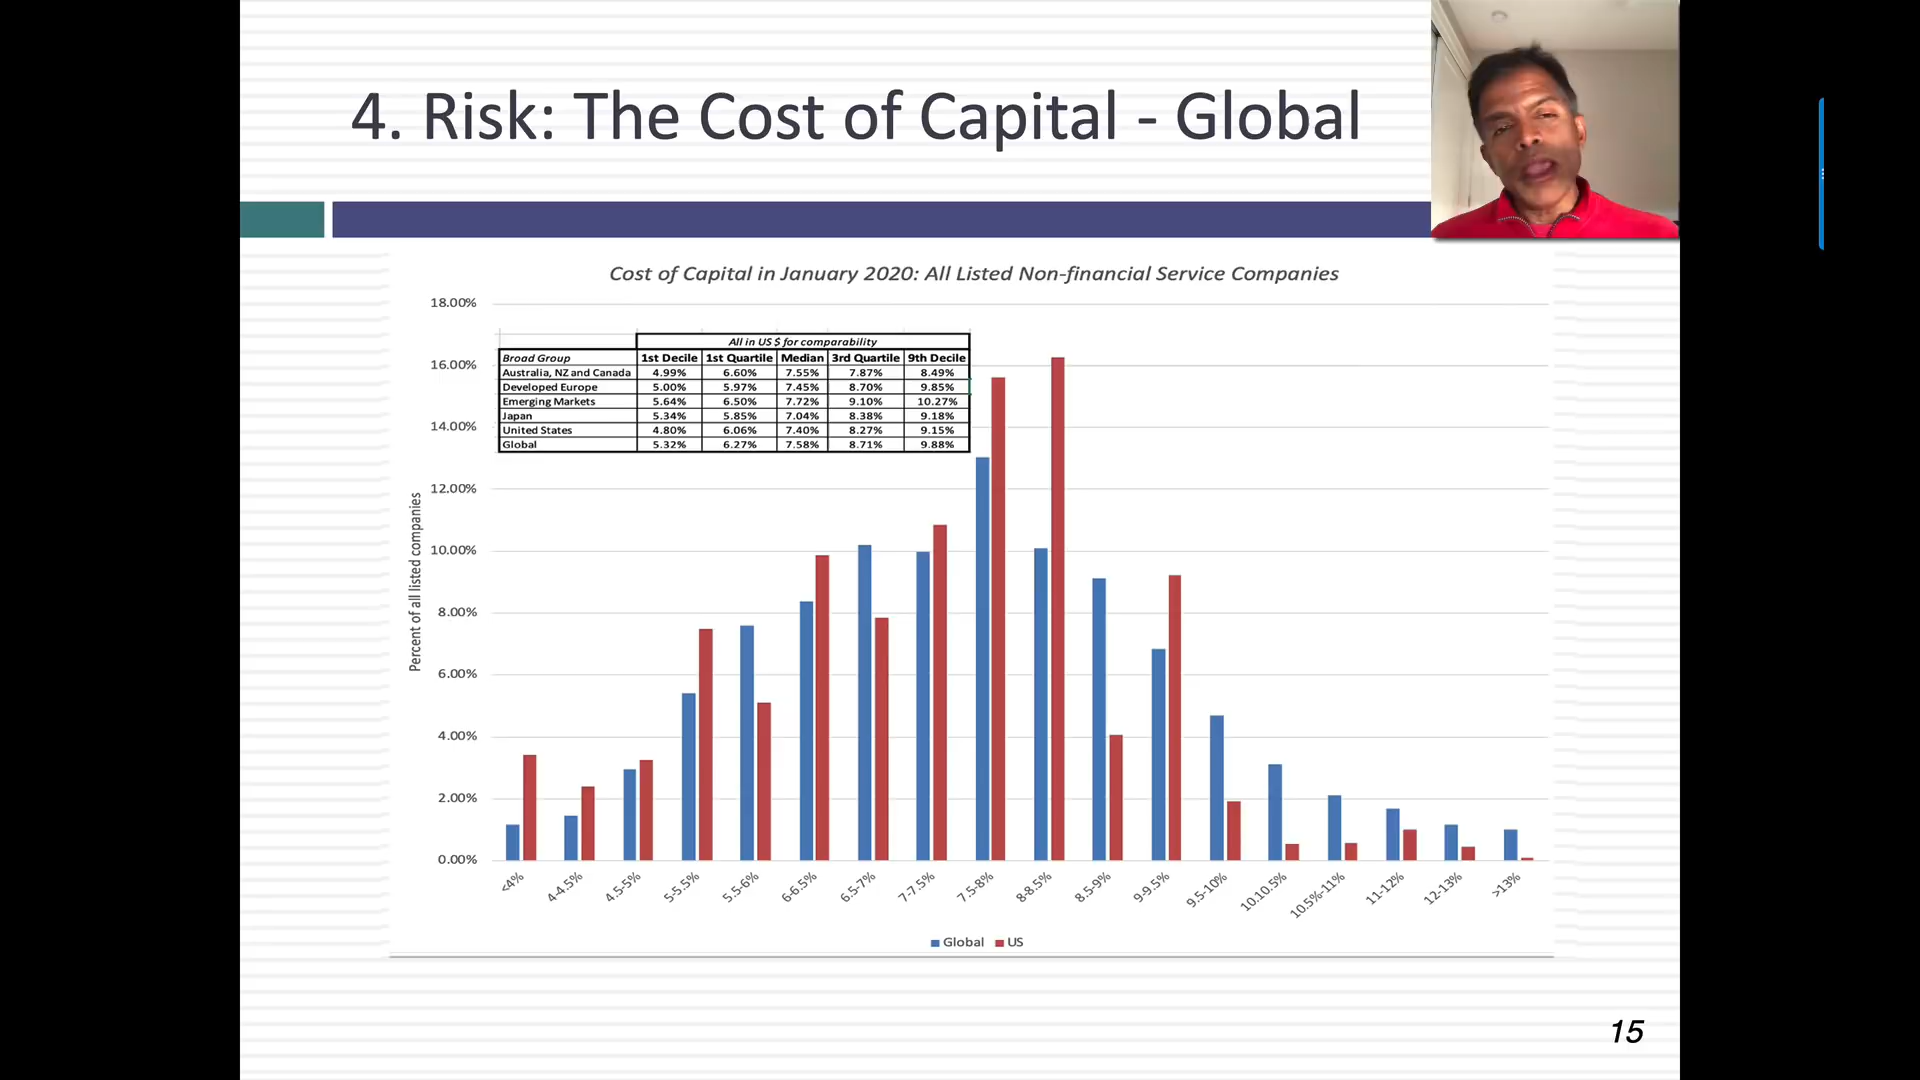 4. Risk: The Cost of Capital - Global
Cost of Capital in January 2020: All Listed Non-financial Service Companies
18.00%
16.00%
14.00%
12.00%
10.00%
8.00%
6.00%
4.00%
2.00%
0.00%
Percent of all listed companies
All in US $ for comparability
Broad Group 1st Decile 1st Quartile Median 3rd Quartile 9th Decile
Australia, NZ and Canada 4.99% 6.60% 7.55% 7.87% 8.49%
Developed Europe 5.00% 5.97% 7.45% 8.70% 9.85%
Emerging Markets 5.64% 6.50% 7.72% 9.10% 10.27%
Japan 5.34% 5.85% 7.04% 8.38% 9.18%
United States 4.80% 6.06% 7.40% 8.27% 9.15%
Global 5.32% 6.27% 7.58% 8.71% 9.88%
<4% 4-4.5% 4.5-5% 5-5.5% 5.5-6% 6-6.5% 6.5-7% 7-7.5% 7.5-8% 8-8.5% 8.5-9% 9-9.5% 9.5-10% 10.10.5% 10.5%-11% 11-12% 12-13% >13%
Global US
15